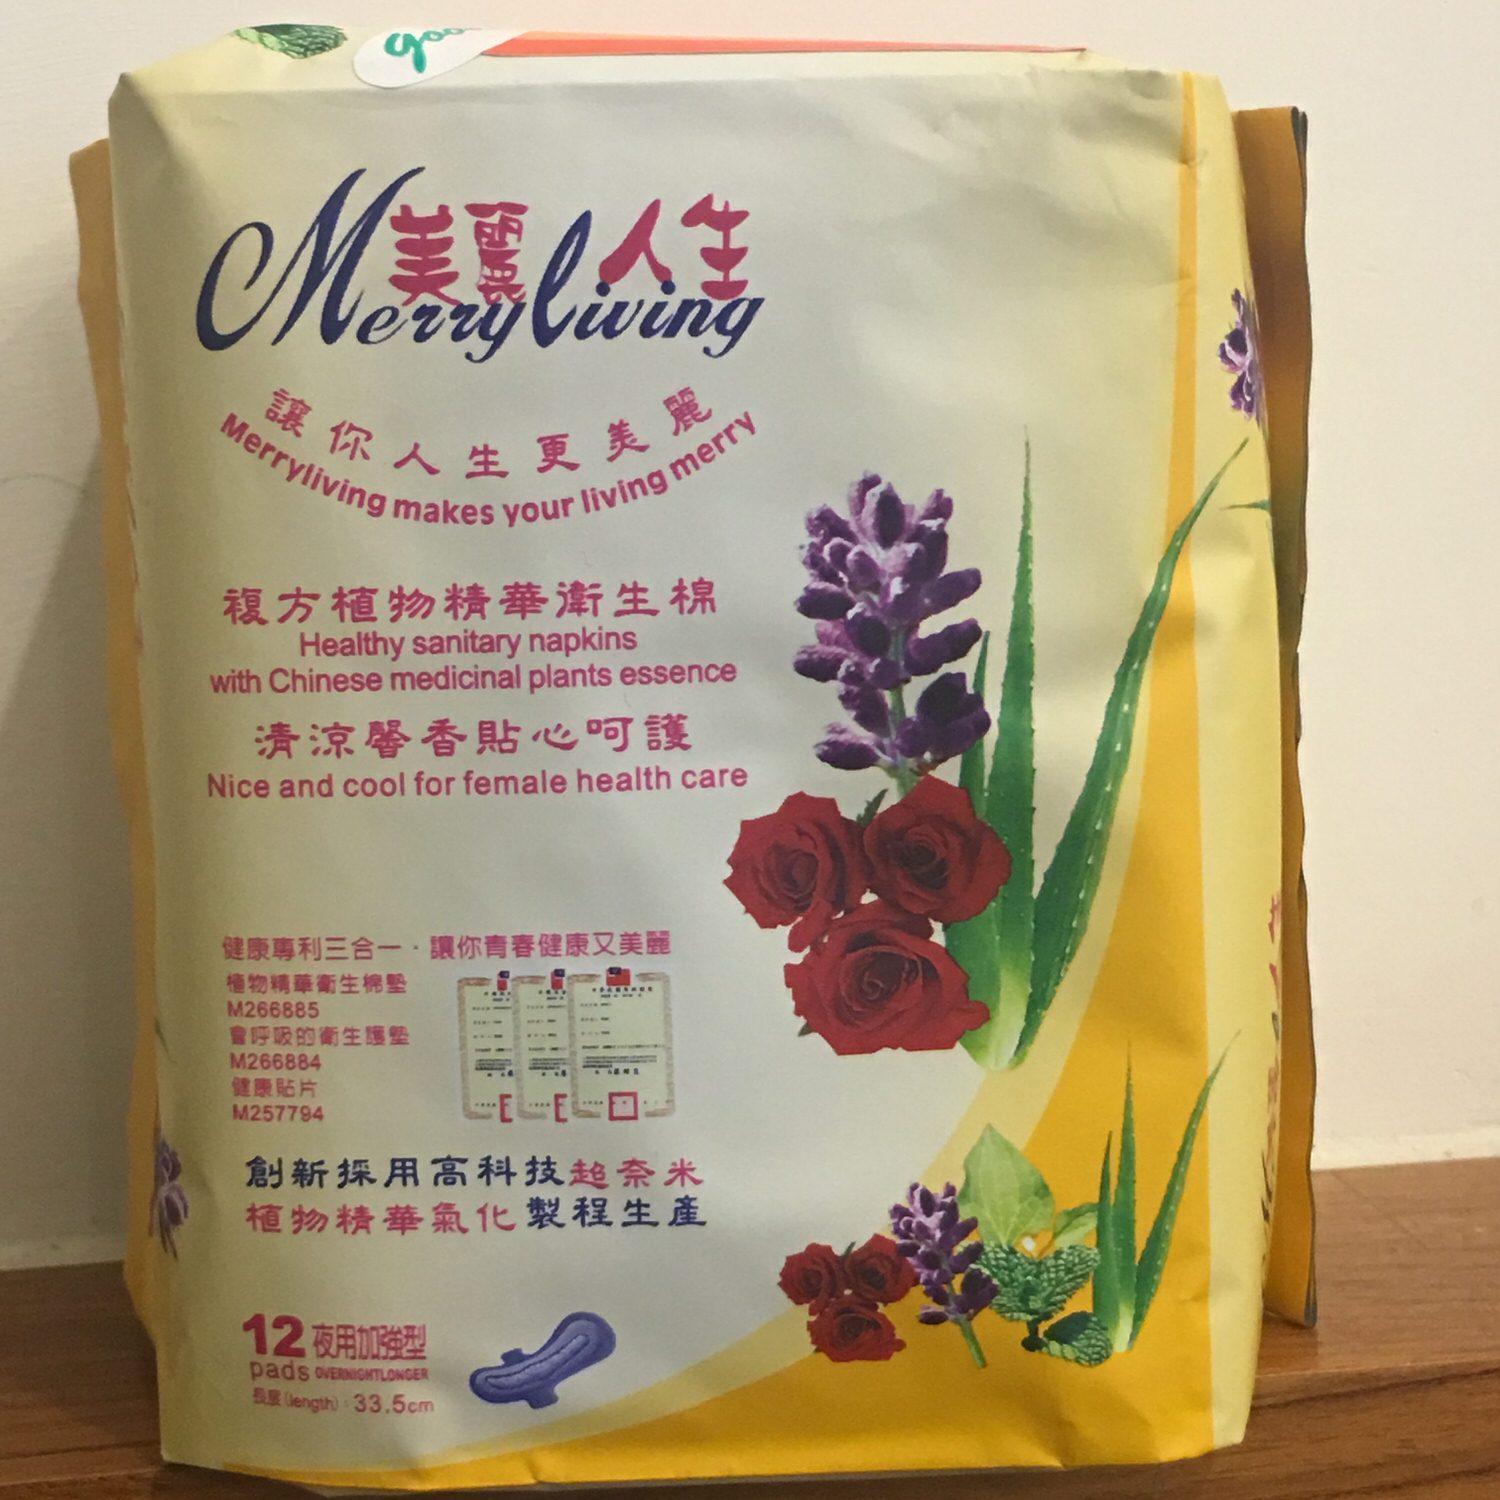 goo
美麗人生
Merryliving
讓你人生更美麗
Merryliving makes your living merry
複方植物精華衛生棉
Healthy sanitary napkins
with Chinese medicinal plants essence
清涼馨香貼心呵護
Nice and cool for female health care
健康專利三合一·讓你青春健康又美麗
植物精華衛生棉墊
M266885
會呼吸的衛生護墊
M266884
健康貼片
M257794
創新採用高科技超奈米
植物精華氣化製程生產
12 夜用加強型
pads OVERNIGHTLONGER
長度(length):33.5cm